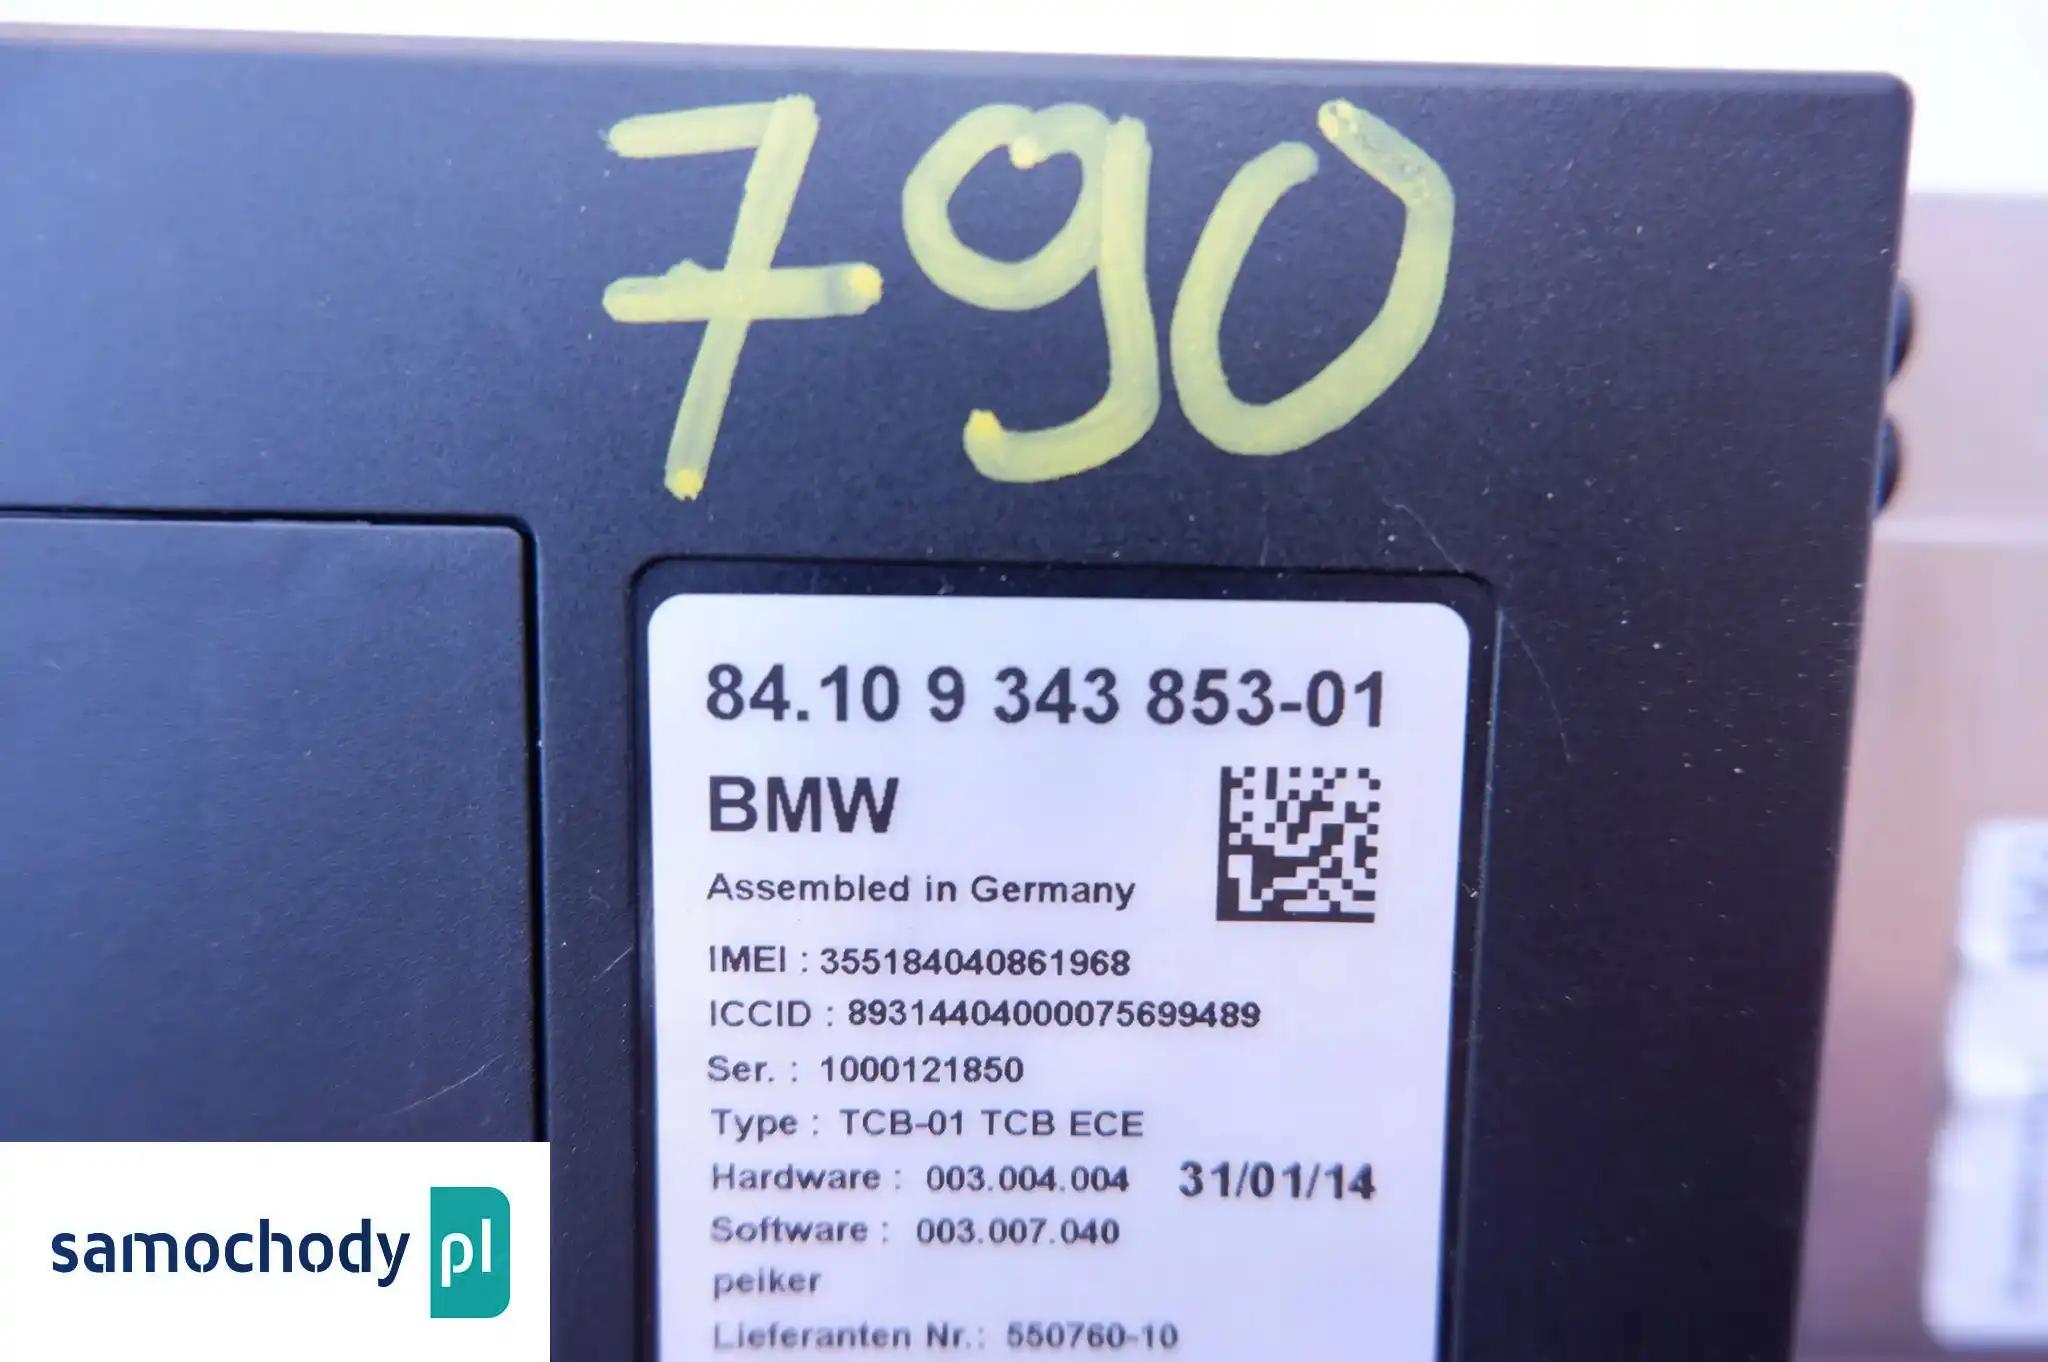 790
84.10 9 343 853-01
BMW
Assembled in Germany
IMEI : 355184040861968
ICCID : 89314404000075699489
Ser. : 1000121850
Type : TCB-01 TCB ECE
Hardware : 003.004.004 31/01/14
Software : 003.007.040
peiker
Lieferanten Nr.: 550760-10
samochody pl